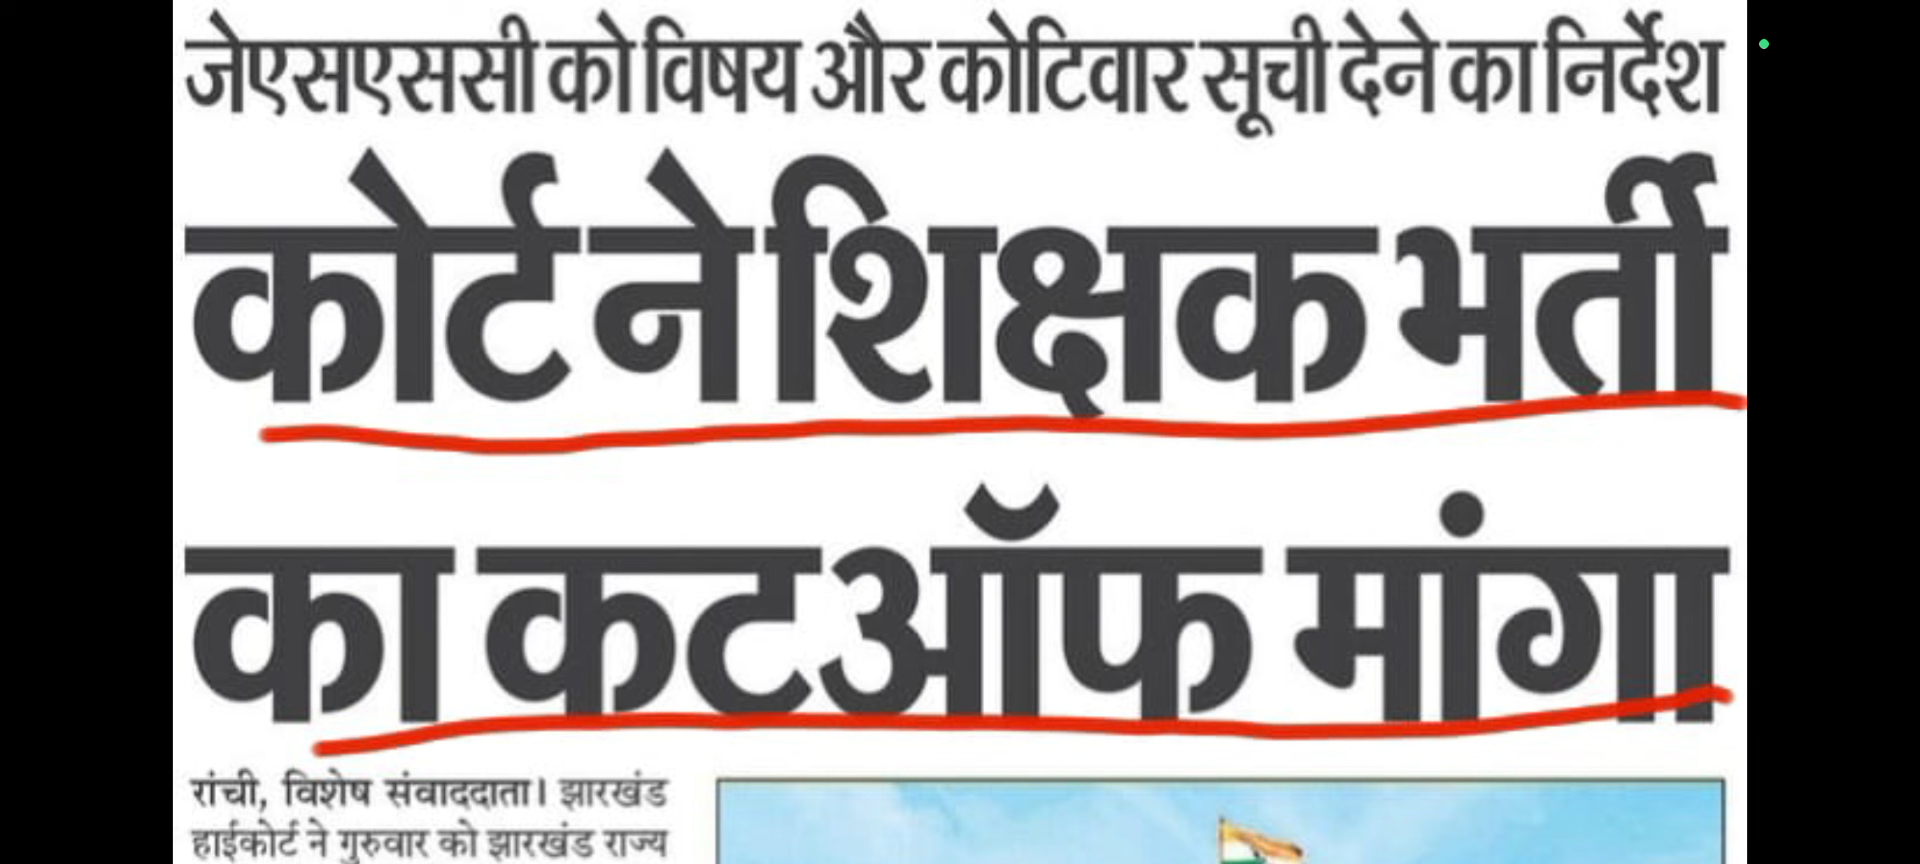 जेएसएससी को विषय और कोटिवार सूची देने का निर्देश
कोर्ट ने शिक्षक भर्ती
का कटऑफ मांगा
रांची, विशेष संवाददाता। झारखंड
हाईकोर्ट ने गुरुवार को झारखंड राज्य